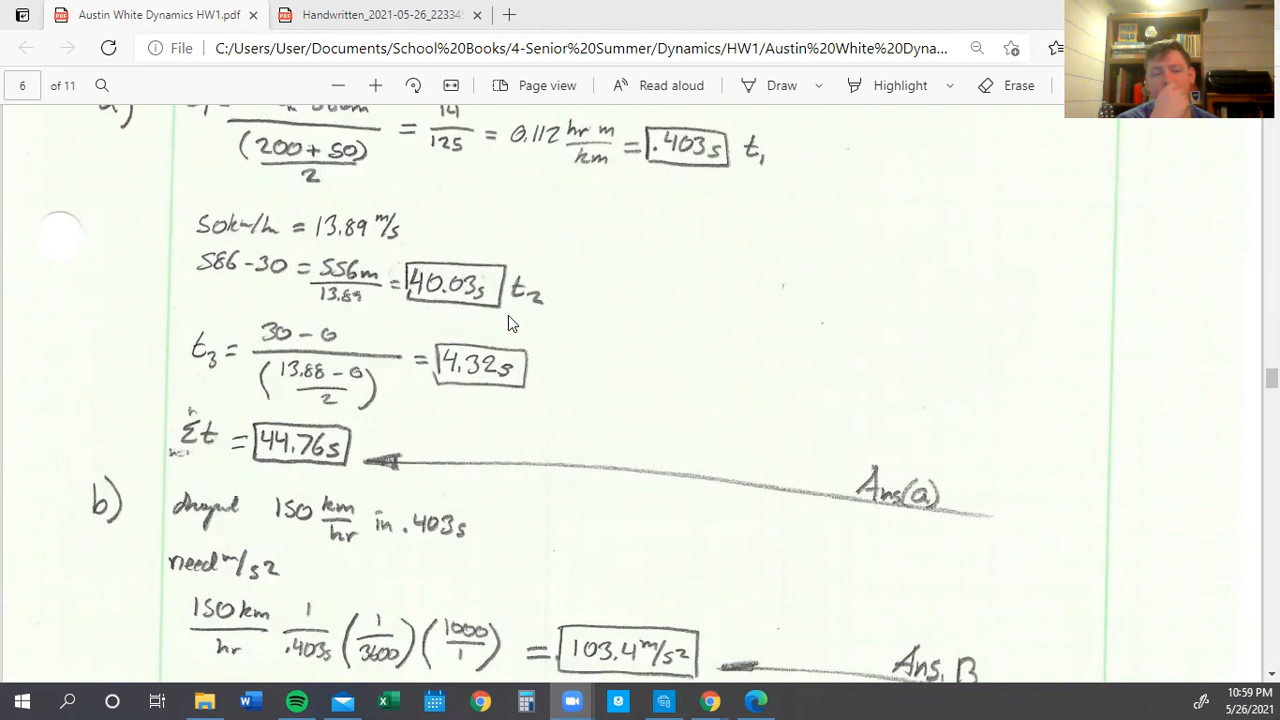 Austin White Dynamics HW1.pdf
Handwritten_2021-05-26_22334
File
C:/Users/User/Documents/School%20Books/4-Senior%20Summer/Dynamics/HW1/Austin%20White%20Dyna...
6 of 11
Page view
Read aloud
Draw
Highlight
Erase
a)
(200 + 50)/2 = 14/125 = 0.112 hr m/km = .403s t₁
50km/h = 13.89 m/s
586-30 = 556m/13.89 = 40.03s t₂
t₃ = 30-0/(13.88-0/2) = 4.32s
Σt = 44.76s
Ans(a)
b) 150 km/hr in .403s
need m/s2
150km/hr 1/.403s (1/3600)(1000/1) = 103.4 m/s²
Ans. B
10:59 PM
5/26/2021